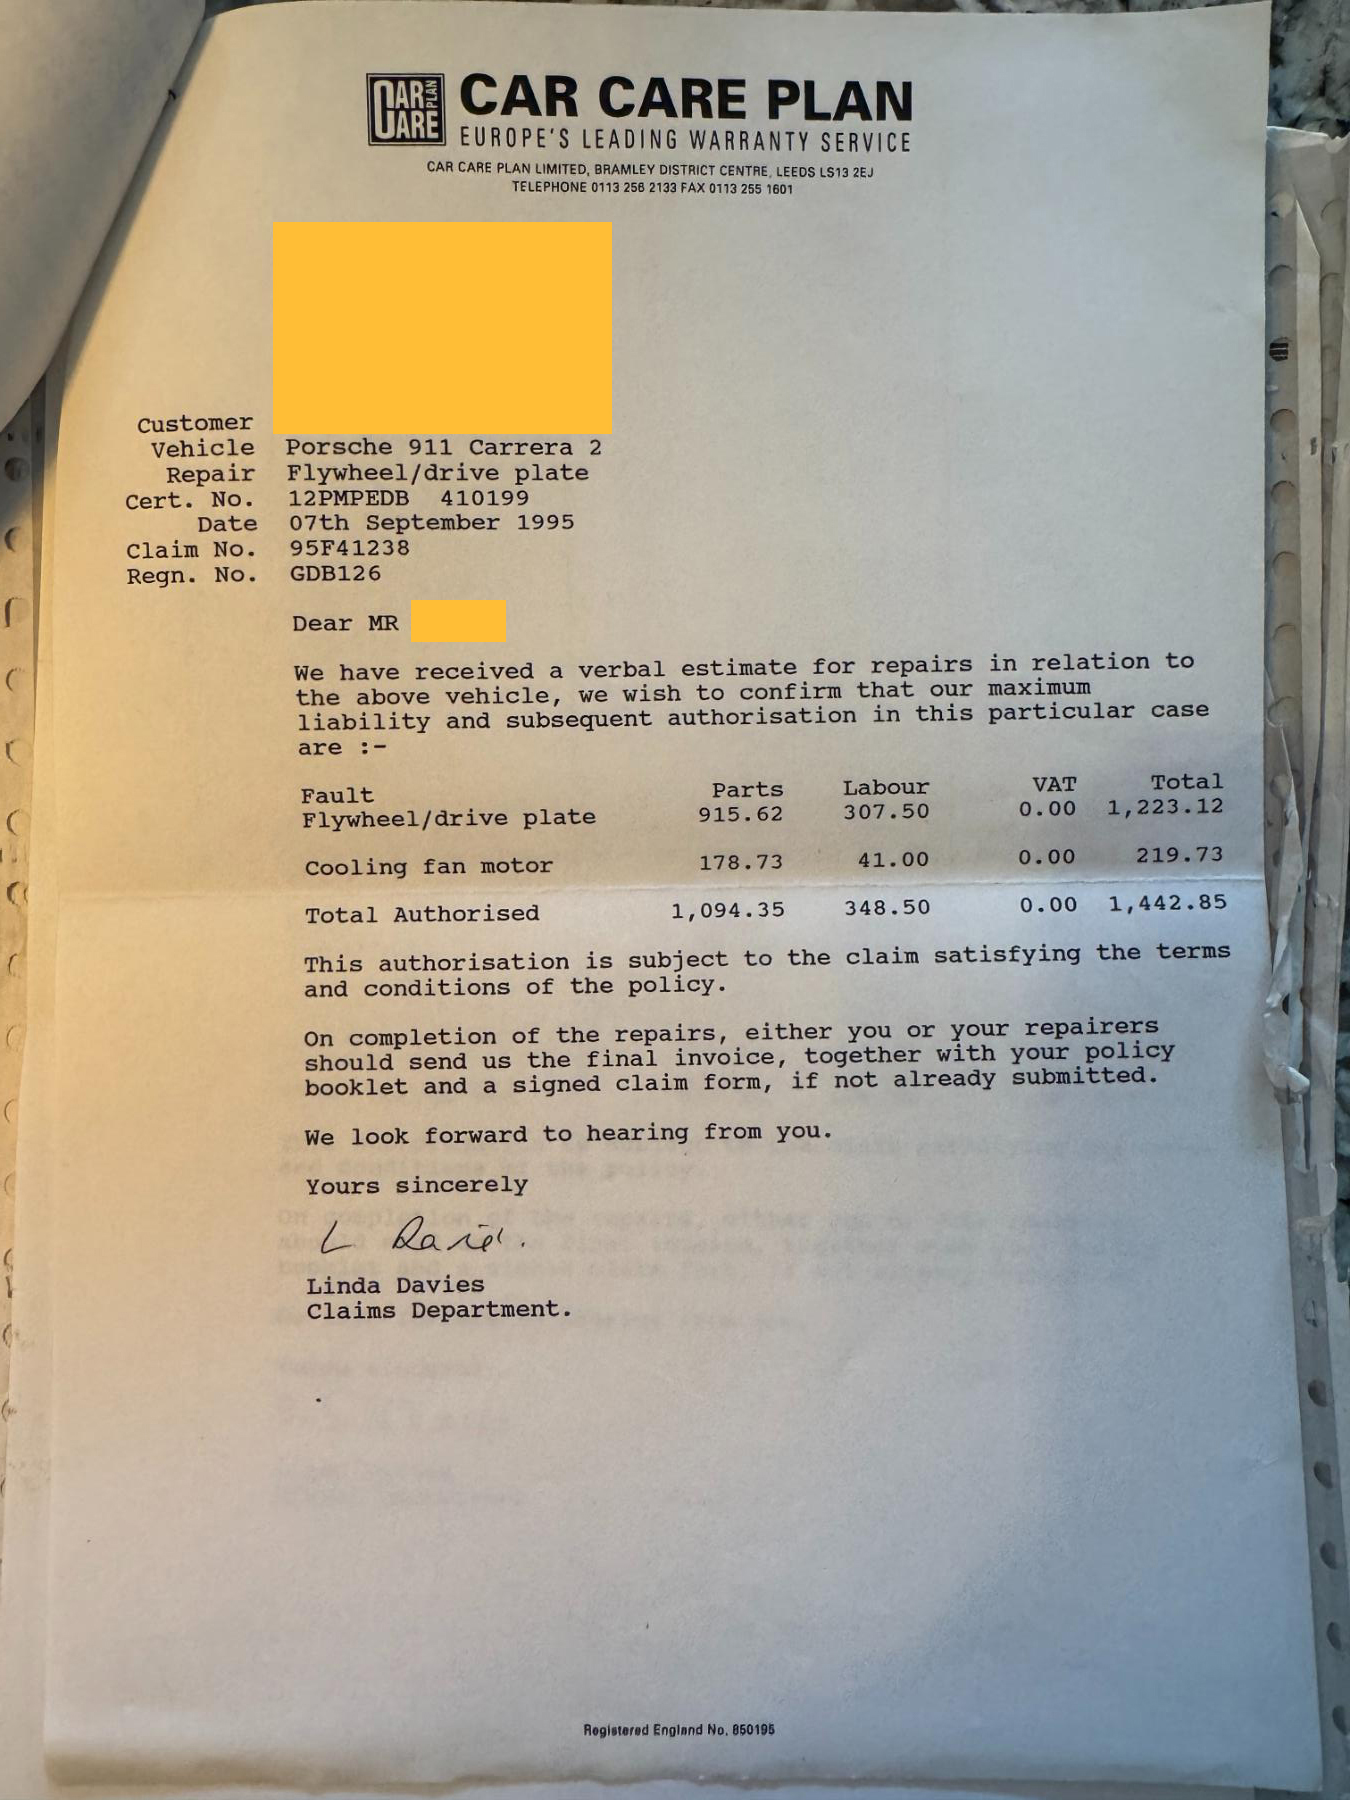 CAR CARE PLAN
CAR CARE PLAN
EUROPE'S LEADING WARRANTY SERVICE
CAR CARE PLAN LIMITED, BRAMLEY DISTRICT CENTRE, LEEDS LS13 2EJ
TELEPHONE 0113 256 2133 FAX 0113 255 1601
Customer
Vehicle Porsche 911 Carrera 2
Repair Flywheel/drive plate
Cert. No. 12PMPEDB 410199
Date 07th September 1995
Claim No. 95F41238
Regn. No. GDB126
Dear MR
We have received a verbal estimate for repairs in relation to
the above vehicle, we wish to confirm that our maximum
liability and subsequent authorisation in this particular case
are :-
Fault Parts Labour VAT Total
Flywheel/drive plate 915.62 307.50 0.00 1,223.12
Cooling fan motor 178.73 41.00 0.00 219.73
Total Authorised 1,094.35 348.50 0.00 1,442.85
This authorisation is subject to the claim satisfying the terms
and conditions of the policy.
On completion of the repairs, either you or your repairers
should send us the final invoice, together with your policy
booklet and a signed claim form, if not already submitted.
We look forward to hearing from you.
Yours sincerely
L Davies.
Linda Davies
Claims Department.
Registered England No. 850195